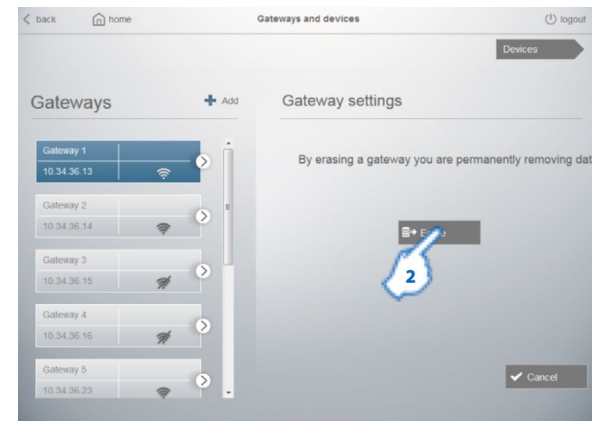 back
home
Gateways and devices
logout
Devices
Gateways
Add
Gateway settings
Gateway 1
10.34.36.13
By erasing a gateway you are permanently removing dat
Gateway 2
10.34.36.14
Gateway 3
10.34.36.15
2
Gateway 4
10.34.36.16
Gateway 5
10.34.36.23
Cancel